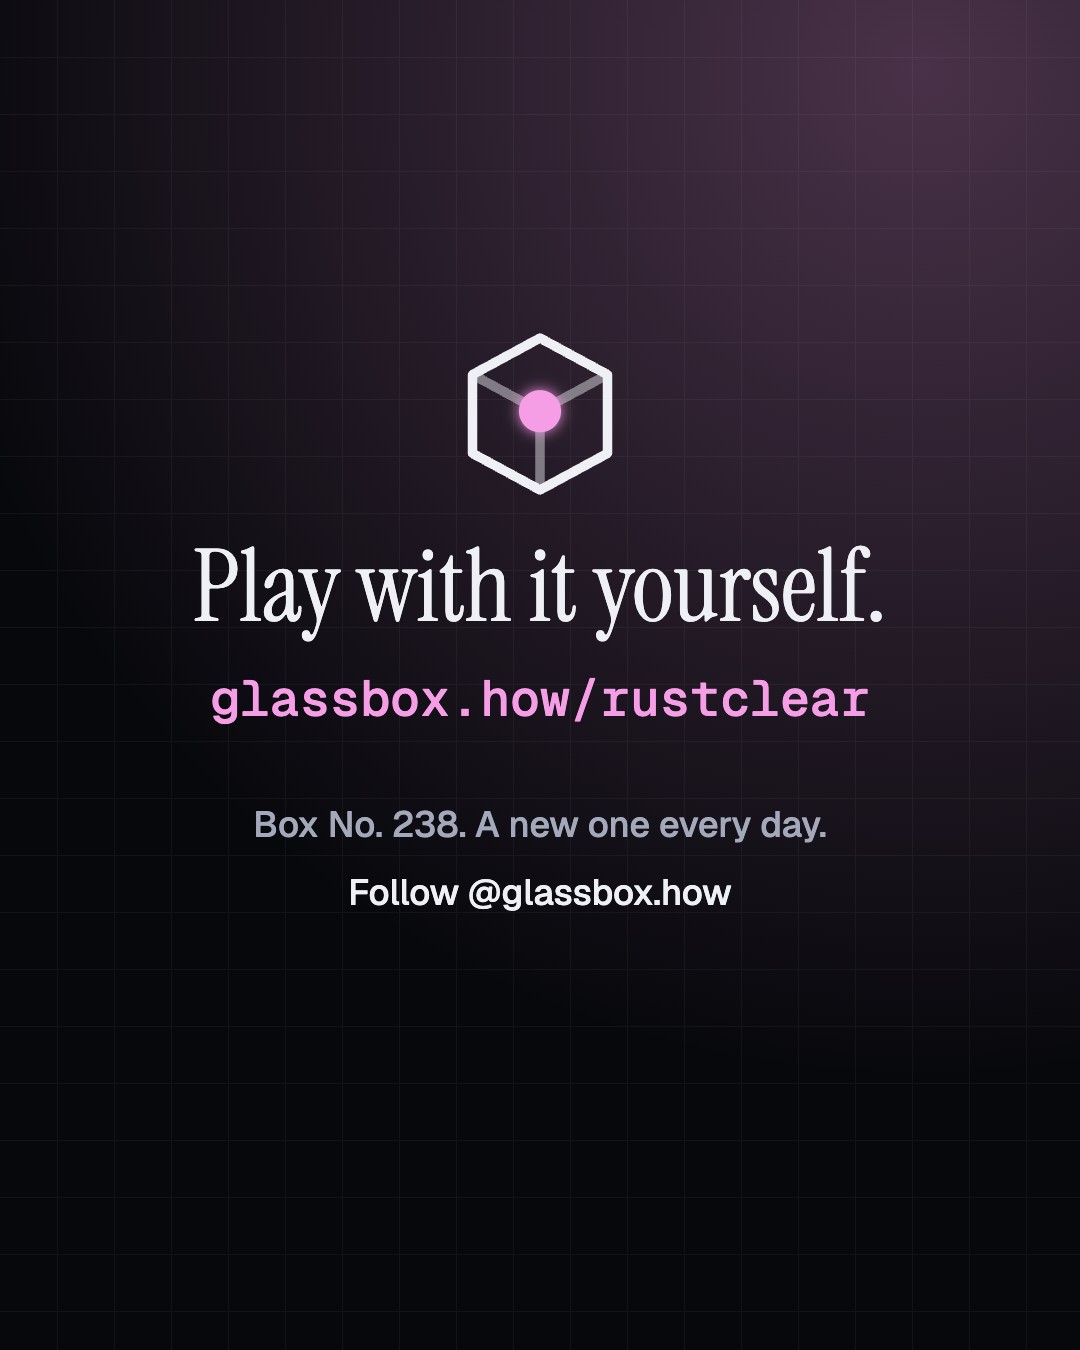 Play with it yourself.
glassbox.how/rustclear
Box No. 238. A new one every day.
Follow @glassbox.how